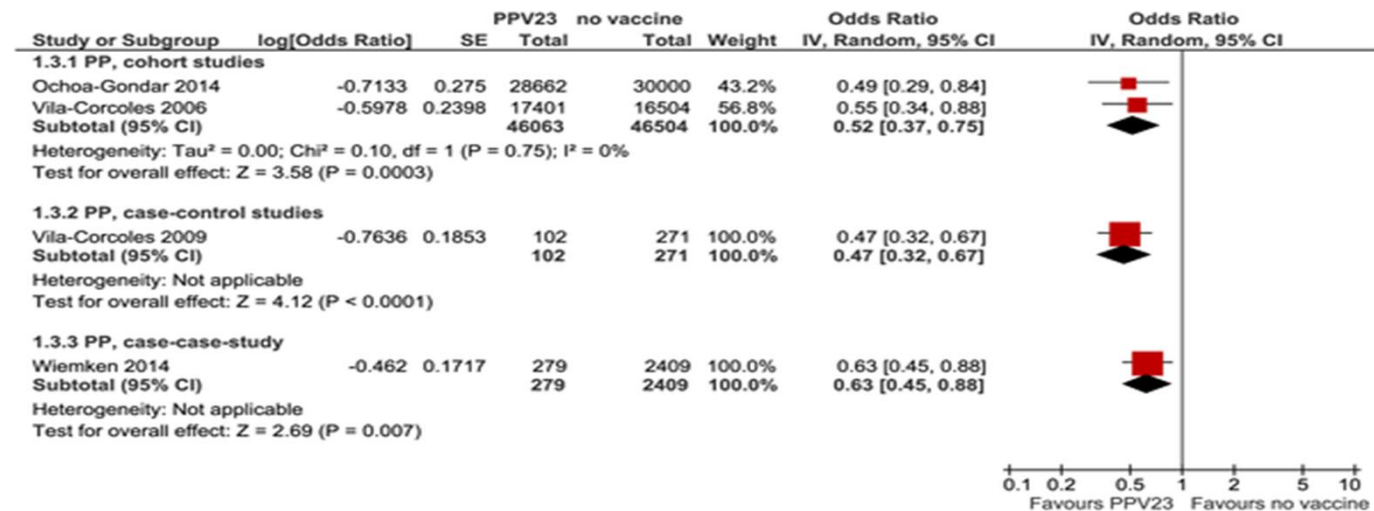 PPV23 no vaccine Odds Ratio Odds Ratio
Study or Subgroup log[Odds Ratio] SE Total Total Weight IV, Random, 95% CI IV, Random, 95% CI
1.3.1 PP, cohort studies
Ochoa-Gondar 2014 -0.7133 0.275 28662 30000 43.2% 0.49 [0.29, 0.84]
Vila-Corcoles 2006 -0.5978 0.2398 17401 16504 56.8% 0.55 [0.34, 0.88]
Subtotal (95% CI) 46063 46504 100.0% 0.52 [0.37, 0.75]
Heterogeneity: Tau² = 0.00; Chi² = 0.10, df = 1 (P = 0.75); I² = 0%
Test for overall effect: Z = 3.58 (P = 0.0003)
1.3.2 PP, case-control studies
Vila-Corcoles 2009 -0.7636 0.1853 102 271 100.0% 0.47 [0.32, 0.67]
Subtotal (95% CI) 102 271 100.0% 0.47 [0.32, 0.67]
Heterogeneity: Not applicable
Test for overall effect: Z = 4.12 (P < 0.0001)
1.3.3 PP, case-case-study
Wiemken 2014 -0.462 0.1717 279 2409 100.0% 0.63 [0.45, 0.88]
Subtotal (95% CI) 279 2409 100.0% 0.63 [0.45, 0.88]
Heterogeneity: Not applicable
Test for overall effect: Z = 2.69 (P = 0.007)
0.1 0.2 0.5 1 2 5 10
Favours PPV23 Favours no vaccine